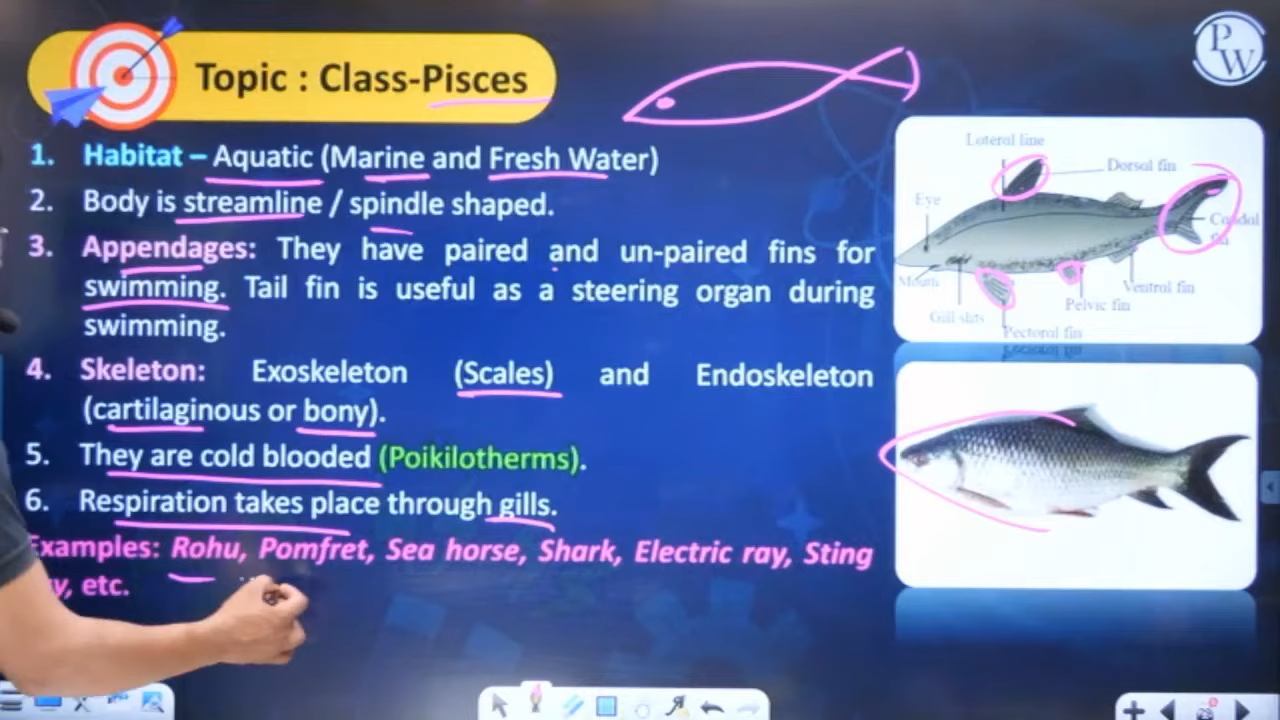 Topic : Class-Pisces
PW
1. Habitat – Aquatic (Marine and Fresh Water)
2. Body is streamline / spindle shaped.
3. Appendages: They have paired and un-paired fins for
swimming. Tail fin is useful as a steering organ during
swimming.
4. Skeleton: Exoskeleton (Scales) and Endoskeleton
(cartilaginous or bony).
5. They are cold blooded (Poikilotherms).
6. Respiration takes place through gills.
Examples: Rohu, Pomfret, Sea horse, Shark, Electric ray, Sting
etc.
Loteral line
Dorsal fin
Eye
Caudal
fin
Mouth
Ventral fin
Pelvic fin
Gill slits
Pectoral fin